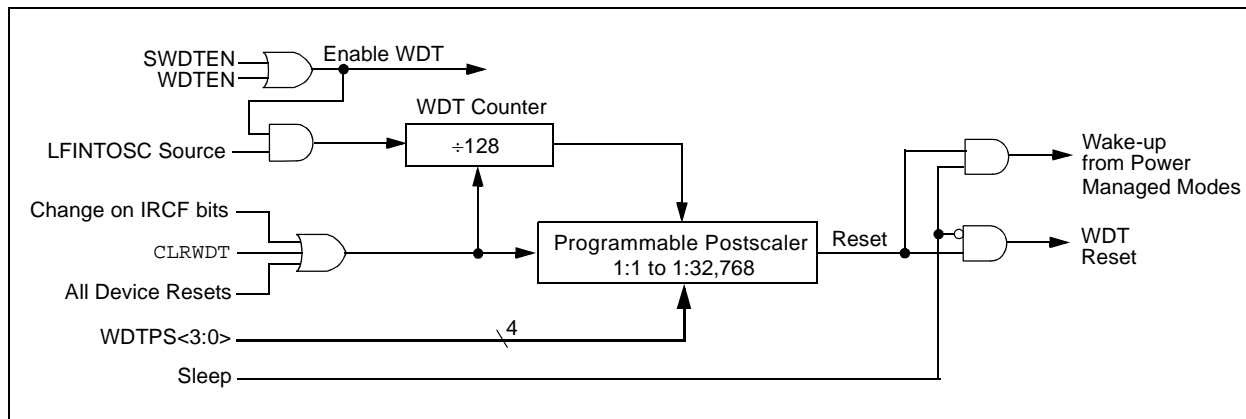 SWDTEN
WDTEN
Enable WDT
WDT Counter
÷128
LFINTOSC Source
Wake-up
from Power
Managed Modes
Change on IRCF bits
CLRWDT
All Device Resets
Programmable Postscaler
1:1 to 1:32,768
Reset
WDT
Reset
WDTPS<3:0>
4
Sleep